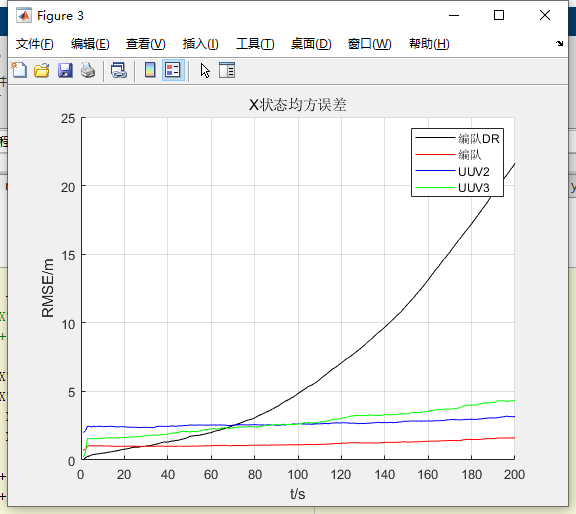 Figure 3
文件(F) 编辑(E) 查看(V) 插入(I) 工具(T) 桌面(D) 窗口(W) 帮助(H)
X状态均方误差
编队DR
编队
UUV2
UUV3
25
20
15
10
5
0
RMSE/m
0 20 40 60 80 100 120 140 160 180 200
t/s
程
X
+
X
X
+
+
y